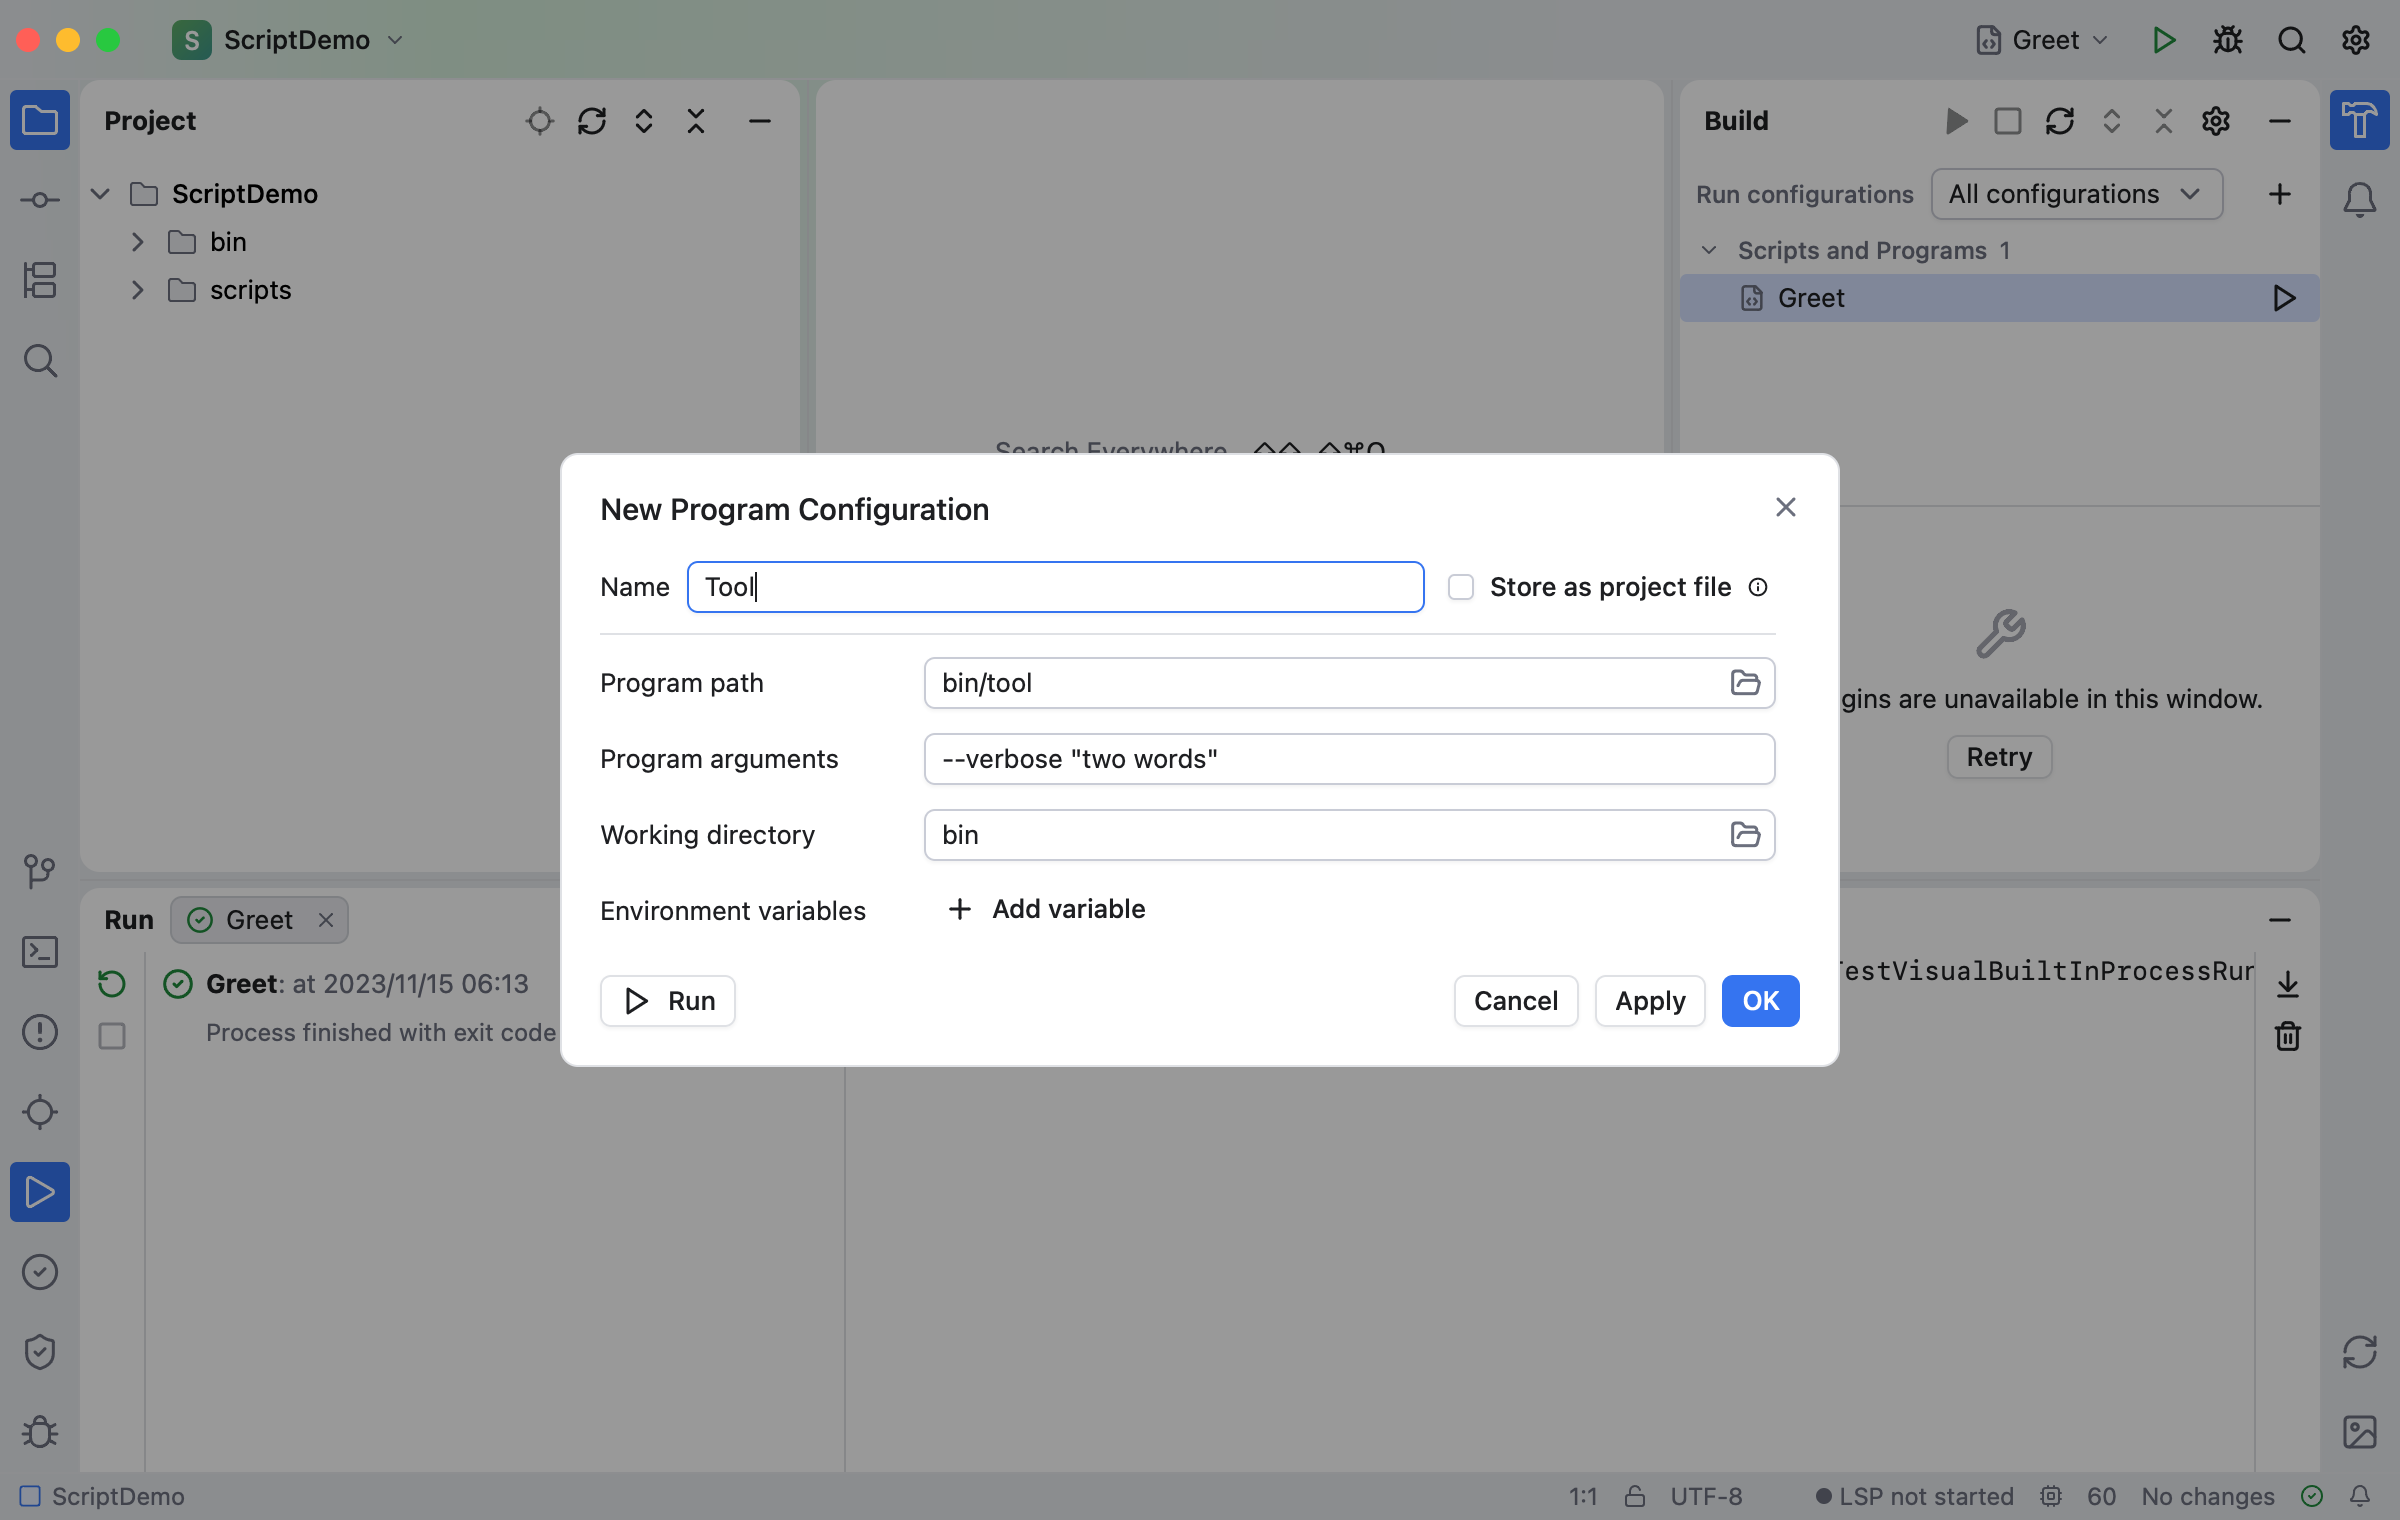 S ScriptDemo
Greet
Project
ScriptDemo
bin
scripts
Search Everywhere
Build
Run configurations All configurations
Scripts and Programs 1
Greet
gins are unavailable in this window.
Retry
New Program Configuration
Name Tool Store as project file
Program path bin/tool
Program arguments --verbose "two words"
Working directory bin
Environment variables Add variable
Run Cancel Apply OK
Run Greet
Greet: at 2023/11/15 06:13
Process finished with exit code
TestVisualBuiltInProcessRur
ScriptDemo 1:1 UTF-8 LSP not started 60 No changes